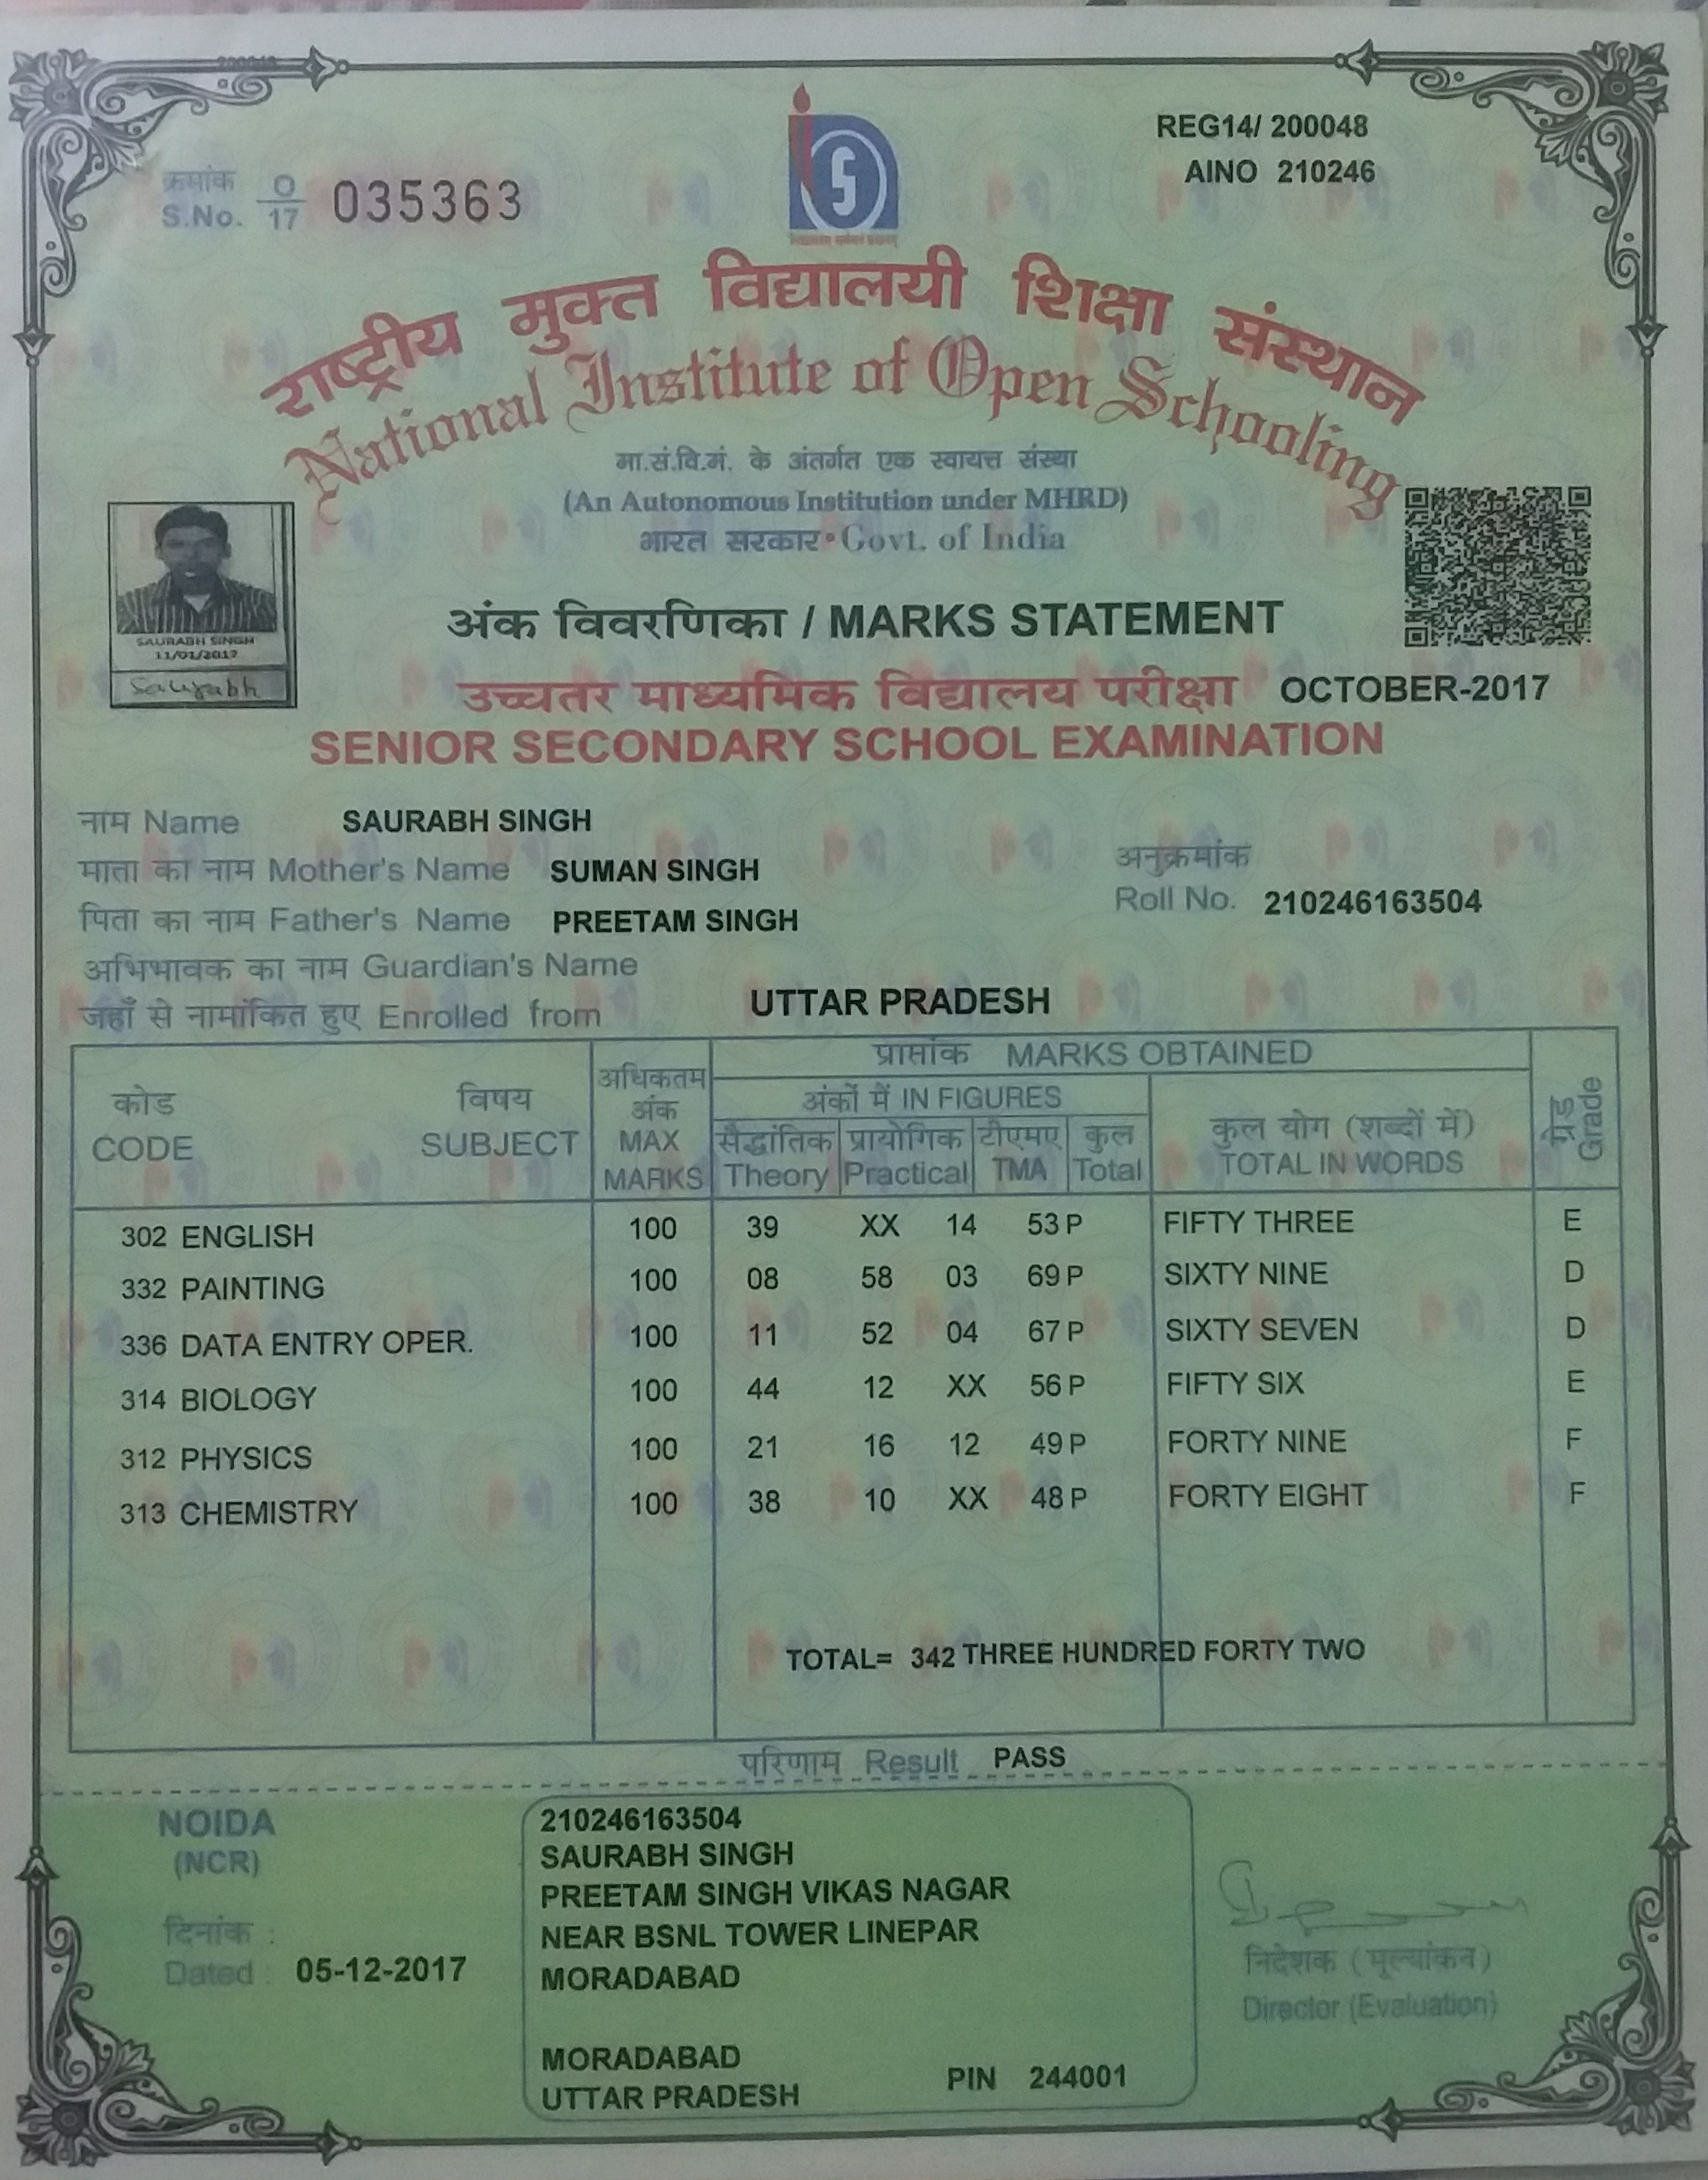 REG14/ 200048
AINO 210246
क्रमांक
S.No. O/17 035363
राष्ट्रीय मुक्त विद्यालयी शिक्षा संस्थान
National Institute of Open Schooling
मा.सं.वि.मं. के अंतर्गत एक स्वायत्त संस्था
(An Autonomous Institution under MHRD)
भारत सरकार • Govt. of India
SAURABH SINGH
11/01/2017
Saurabh
अंक विवरणिका / MARKS STATEMENT
उच्चतर माध्यमिक विद्यालय परीक्षा OCTOBER-2017
SENIOR SECONDARY SCHOOL EXAMINATION
नाम Name SAURABH SINGH
माता का नाम Mother's Name SUMAN SINGH
अनुक्रमांक
Roll No. 210246163504
पिता का नाम Father's Name PREETAM SINGH
अभिभावक का नाम Guardian's Name
जहाँ से नामांकित हुए Enrolled from UTTAR PRADESH
कोड CODE विषय SUBJECT अधिकतम अंक MAX MARKS प्राप्तांक MARKS OBTAINED ग्रेड Grade
अंकों में IN FIGURES कुल योग (शब्दों में) TOTAL IN WORDS
सैद्धांतिक Theory प्रायोगिक Practical टीएमए TMA कुल Total
302 ENGLISH 100 39 XX 14 53 P FIFTY THREE E
332 PAINTING 100 08 58 03 69 P SIXTY NINE D
336 DATA ENTRY OPER. 100 11 52 04 67 P SIXTY SEVEN D
314 BIOLOGY 100 44 12 XX 56 P FIFTY SIX E
312 PHYSICS 100 21 16 12 49 P FORTY NINE F
313 CHEMISTRY 100 38 10 XX 48 P FORTY EIGHT F
TOTAL= 342 THREE HUNDRED FORTY TWO
परिणाम Result PASS
NOIDA
(NCR)
दिनांक :
Dated : 05-12-2017
210246163504
SAURABH SINGH
PREETAM SINGH VIKAS NAGAR
NEAR BSNL TOWER LINEPAR
MORADABAD
MORADABAD
UTTAR PRADESH PIN 244001
निदेशक (मूल्यांकन)
Director (Evaluation)